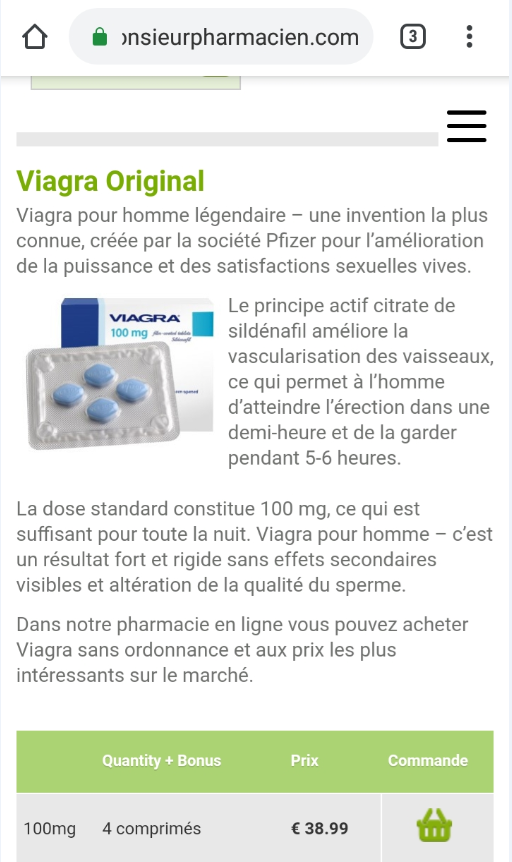 onsieurpharmacien.com
3
Viagra Original
Viagra pour homme légendaire – une invention la plus
connue, créée par la société Pfizer pour l’amélioration
de la puissance et des satisfactions sexuelles vives.
VIAGRA
100 mg
Le principe actif citrate de
sildénafil améliore la
vascularisation des vaisseaux,
ce qui permet à l’homme
d’atteindre l’érection dans une
demi-heure et de la garder
pendant 5-6 heures.
La dose standard constitue 100 mg, ce qui est
suffisant pour toute la nuit. Viagra pour homme – c’est
un résultat fort et rigide sans effets secondaires
visibles et altération de la qualité du sperme.
Dans notre pharmacie en ligne vous pouvez acheter
Viagra sans ordonnance et aux prix les plus
intéressants sur le marché.
Quantity + Bonus Prix Commande
100mg 4 comprimés € 38.99